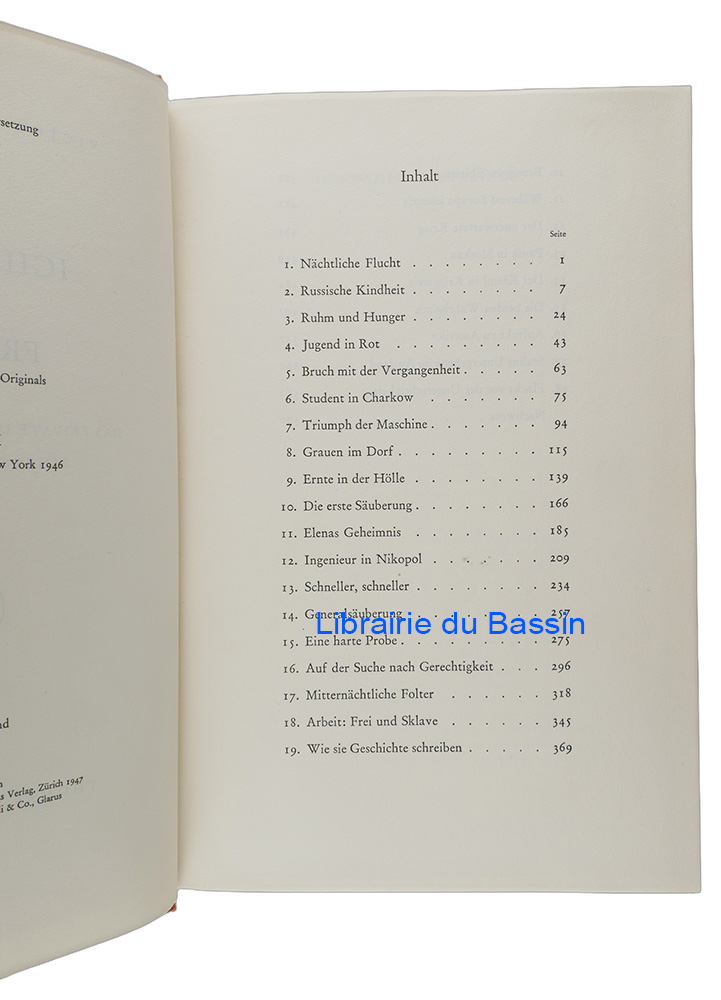 setzung
Originals
w York 1946
nd
s Verlag, Zürich 1947
i & Co., Glarus
Inhalt
Seite
1. Nächtliche Flucht . . . . . . . . 1
2. Russische Kindheit . . . . . . . . 7
3. Ruhm und Hunger . . . . . . . . 24
4. Jugend in Rot . . . . . . . . 43
5. Bruch mit der Vergangenheit . . . . . 63
6. Student in Charkow . . . . . . . 75
7. Triumph der Maschine . . . . . . . 94
8. Grauen im Dorf . . . . . . . . 115
9. Ernte in der Hölle . . . . . . . 139
10. Die erste Säuberung . . . . . . . 166
11. Elenas Geheimnis . . . . . . . 185
12. Ingenieur in Nikopol . . . . . . 209
13. Schneller, schneller . . . . . . . 234
14. Generalsäuberung . . . . . . . 257
Librairie du Bassin
15. Eine harte Probe . . . . . . . . 275
16. Auf der Suche nach Gerechtigkeit . . . 296
17. Mitternächtliche Folter . . . . . . 318
18. Arbeit: Frei und Sklave . . . . . . 345
19. Wie sie Geschichte schreiben . . . . . 369